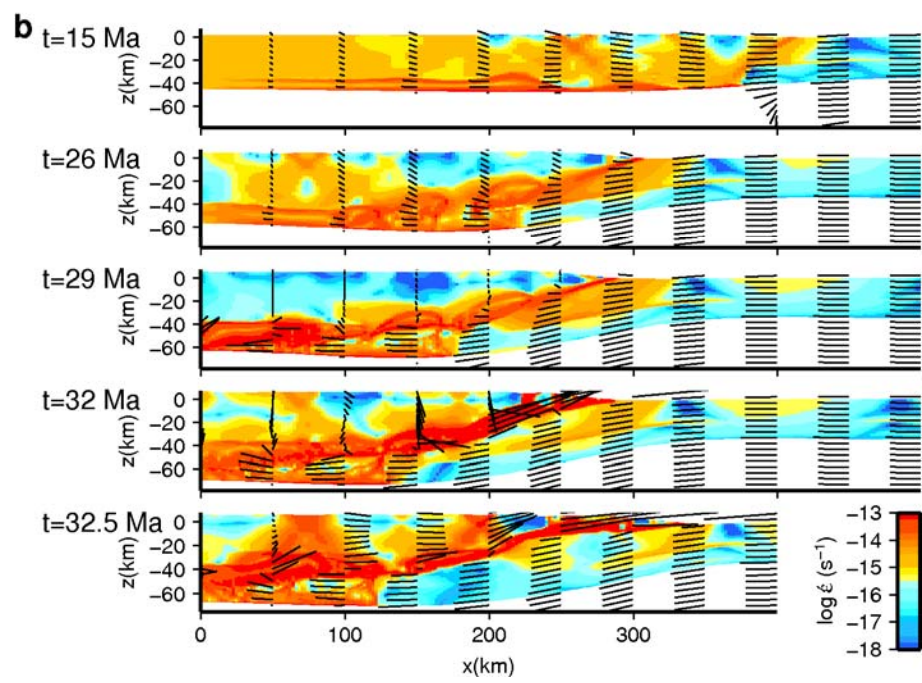 b
t=15 Ma
z(km)
0
−20
−40
−60
t=26 Ma
z(km)
0
−20
−40
−60
t=29 Ma
z(km)
0
−20
−40
−60
t=32 Ma
z(km)
0
−20
−40
−60
t=32.5 Ma
z(km)
0
−20
−40
−60
0 100 200 300
x(km)
log ε̇ (s⁻¹)
−13
−14
−15
−16
−17
−18